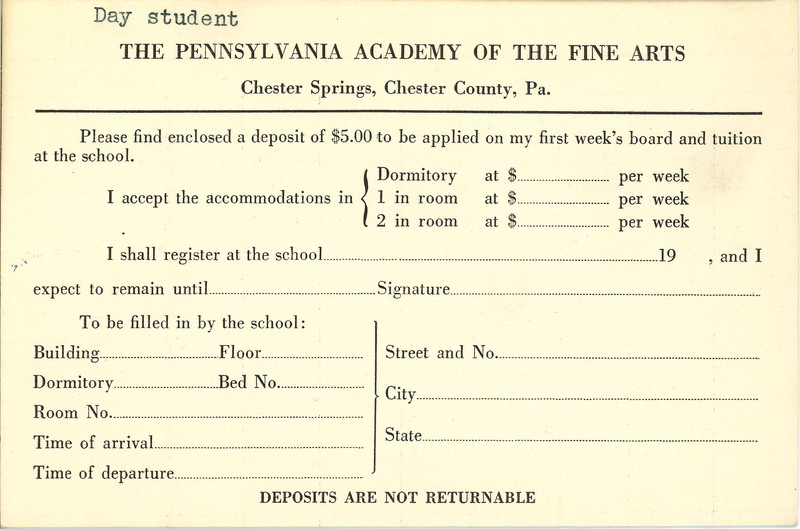 Day student
THE PENNSYLVANIA ACADEMY OF THE FINE ARTS
Chester Springs, Chester County, Pa.
Please find enclosed a deposit of $5.00 to be applied on my first week's board and tuition
at the school.
I accept the accommodations in { Dormitory at $.................... per week
1 in room at $.................... per week
2 in room at $.................... per week
I shall register at the school....................19 , and I
expect to remain until....................Signature....................
To be filled in by the school:
Building....................Floor....................
Dormitory....................Bed No.....................
Room No.....................
Time of arrival....................
Time of departure....................
Street and No.....................
City....................
State....................
DEPOSITS ARE NOT RETURNABLE